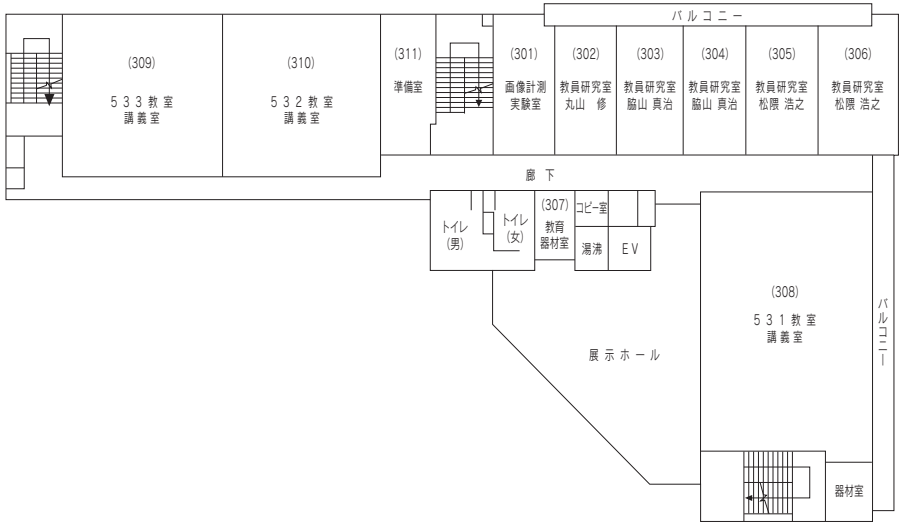 バルコニー
(309)
533教室
講義室
(310)
532教室
講義室
(311)
準備室
(301)
画像計測
実験室
(302)
教員研究室
丸山 修
(303)
教員研究室
脇山 真治
(304)
教員研究室
脇山 真治
(305)
教員研究室
松隈 浩之
(306)
教員研究室
松隈 浩之
廊下
トイレ
(男)
トイレ
(女)
(307)
教育
器材室
コピー室
湯沸
EV
(308)
531教室
講義室
バルコニー
展示ホール
器材室